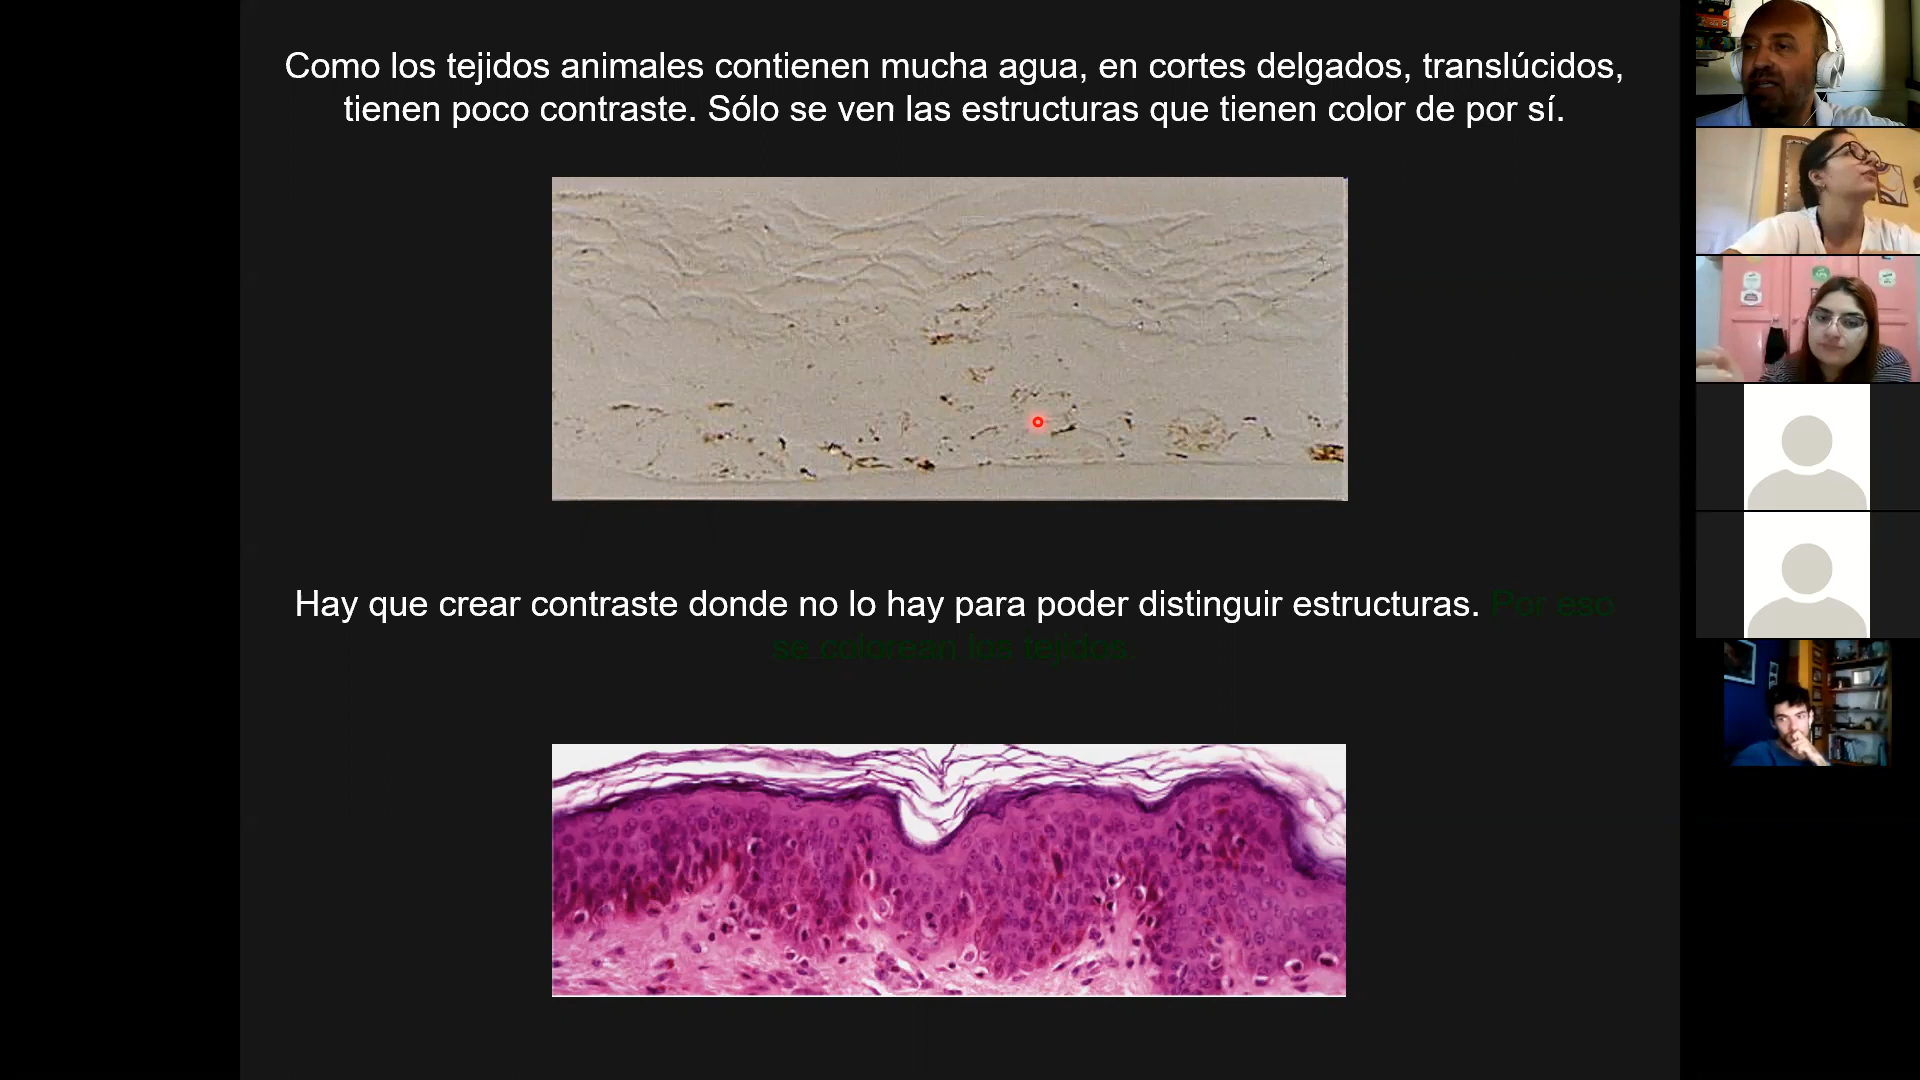 Como los tejidos animales contienen mucha agua, en cortes delgados, translúcidos,
tienen poco contraste. Sólo se ven las estructuras que tienen color de por sí.
Hay que crear contraste donde no lo hay para poder distinguir estructuras. Por eso
se colorean los tejidos.